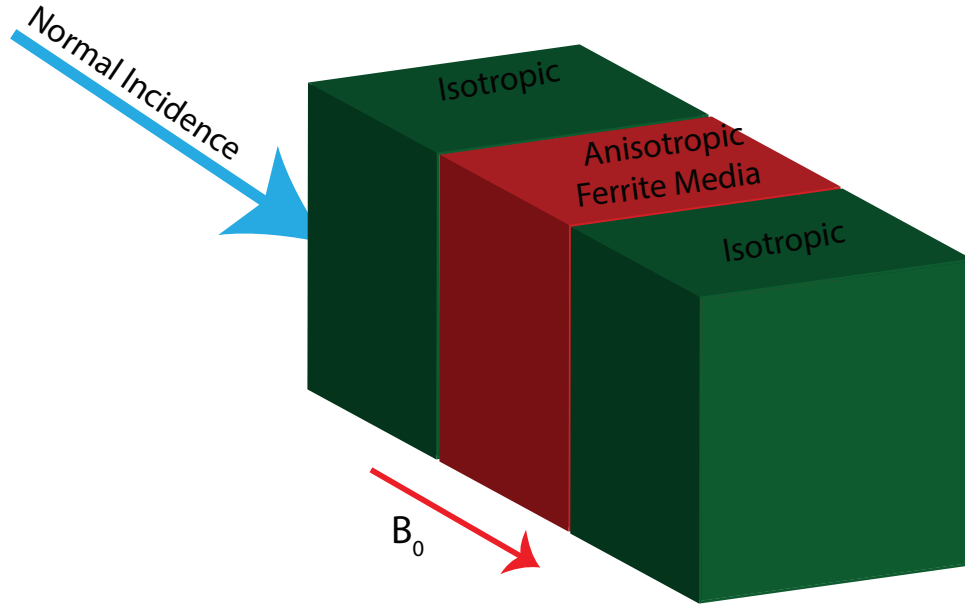 Normal Incidence
Isotropic
Anisotropic
Ferrite Media
Isotropic
B₀